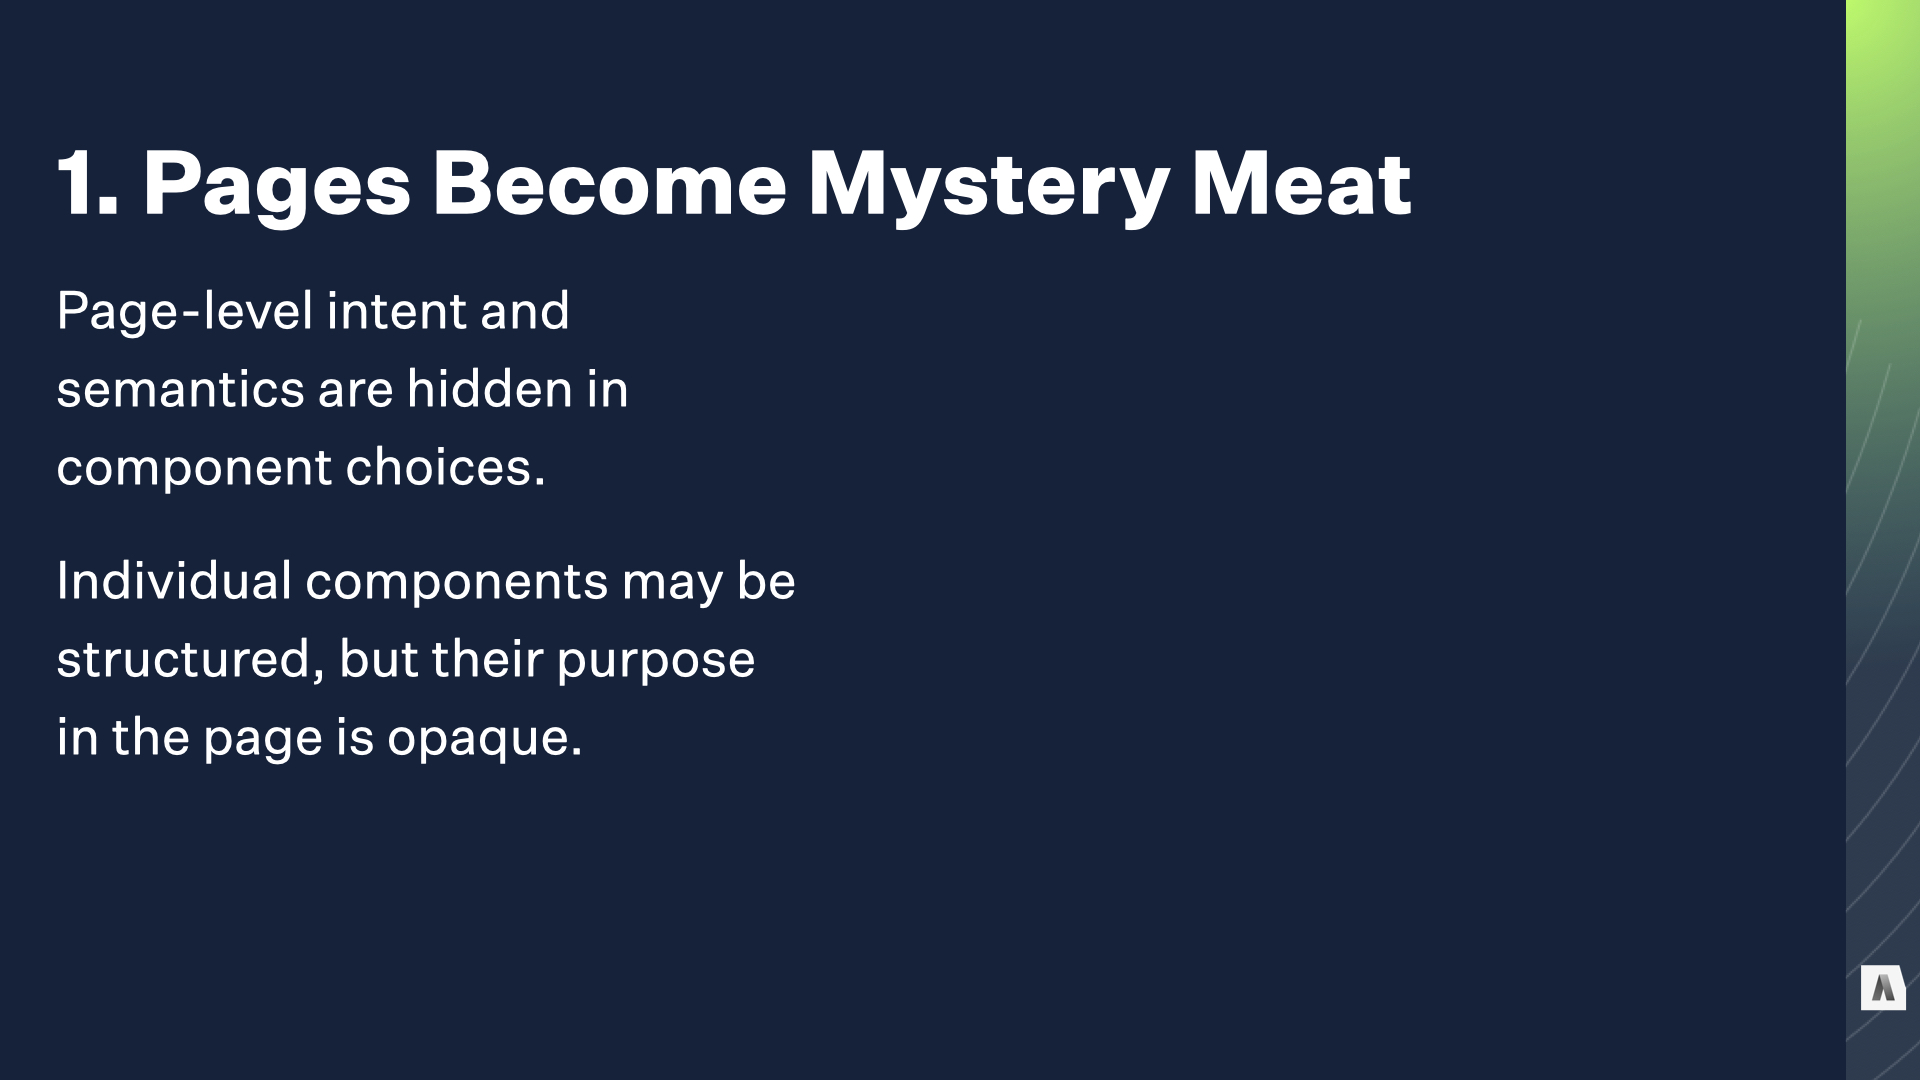 1. Pages Become Mystery Meat
Page-level intent and
semantics are hidden in
component choices.
Individual components may be
structured, but their purpose
in the page is opaque.